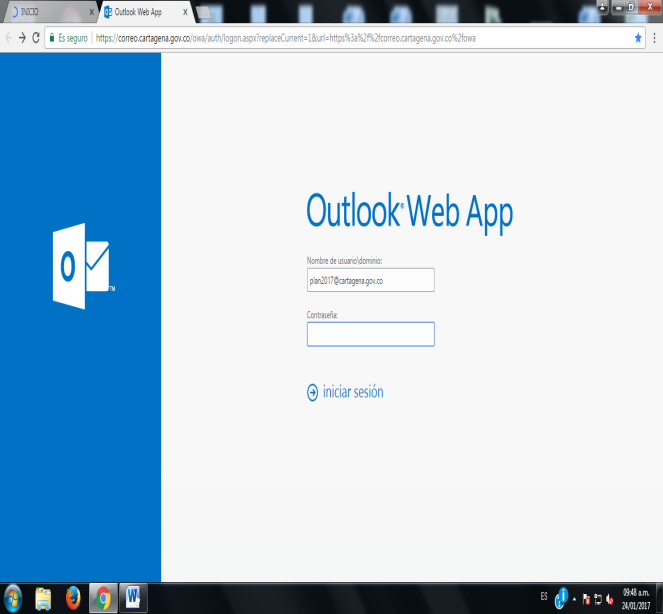 INICIO
Outlook Web App
Es seguro | https://correo.cartagena.gov.co/owa/auth/logon.aspx?replaceCurrent=1&url=https%3a%2f%2fcorreo.cartagena.gov.co%2fowa
Outlook Web App
Nombre de usuario\dominio:
plan2017@cartagena.gov.co
Contraseña:
iniciar sesión
TM
ES
09:48 a.m.
24/01/2017